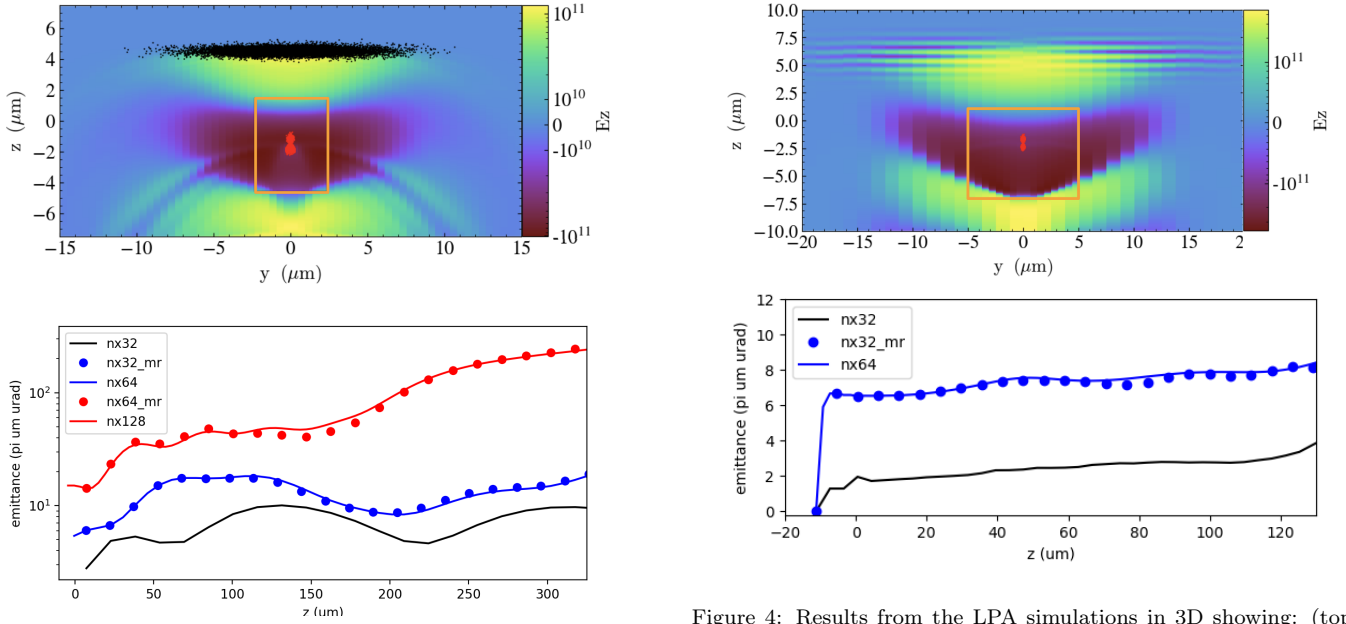 10¹¹
10¹⁰
0
-10¹⁰
-10¹¹
Ez
6
4
2
0
−2
−4
−6
z (μm)
−15 −10 −5 0 5 10 15
y (μm)
10.0
7.5
5.0
2.5
0.0
−2.5
−5.0
−7.5
−10.0
z (μm)
10¹¹
0
-10¹¹
Ez
−20 −15 −10 −5 0 5 10 15 2
y (μm)
nx32
nx32_mr
nx64
nx64_mr
nx128
10²
10¹
emittance (pi um urad)
0 50 100 150 200 250 300
z (um)
nx32
nx32_mr
nx64
12
10
8
6
4
2
0
emittance (pi um urad)
−20 0 20 40 60 80 100 120
z (um)
Figure 4: Results from the LPA simulations in 3D showing: (top